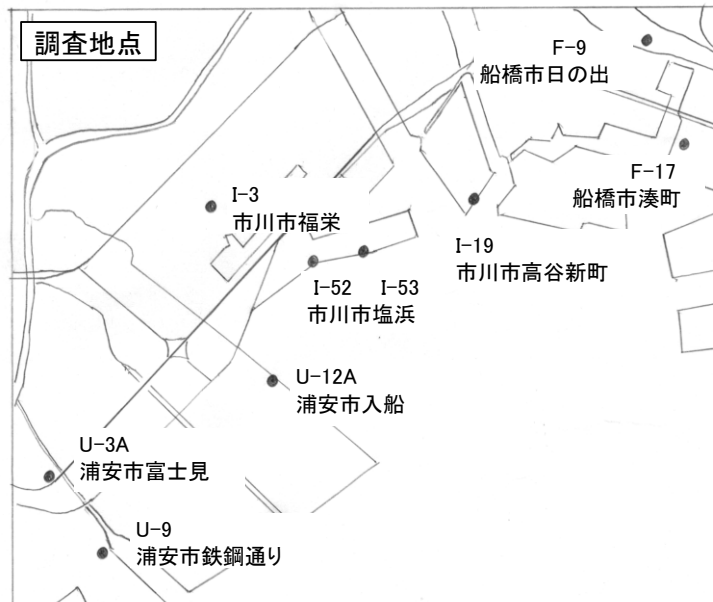 調査地点
F-9
船橋市日の出
F-17
船橋市湊町
I-3
市川市福栄
I-19
市川市高谷新町
I-52 I-53
市川市塩浜
U-12A
浦安市入船
U-3A
浦安市富士見
U-9
浦安市鉄鋼通り